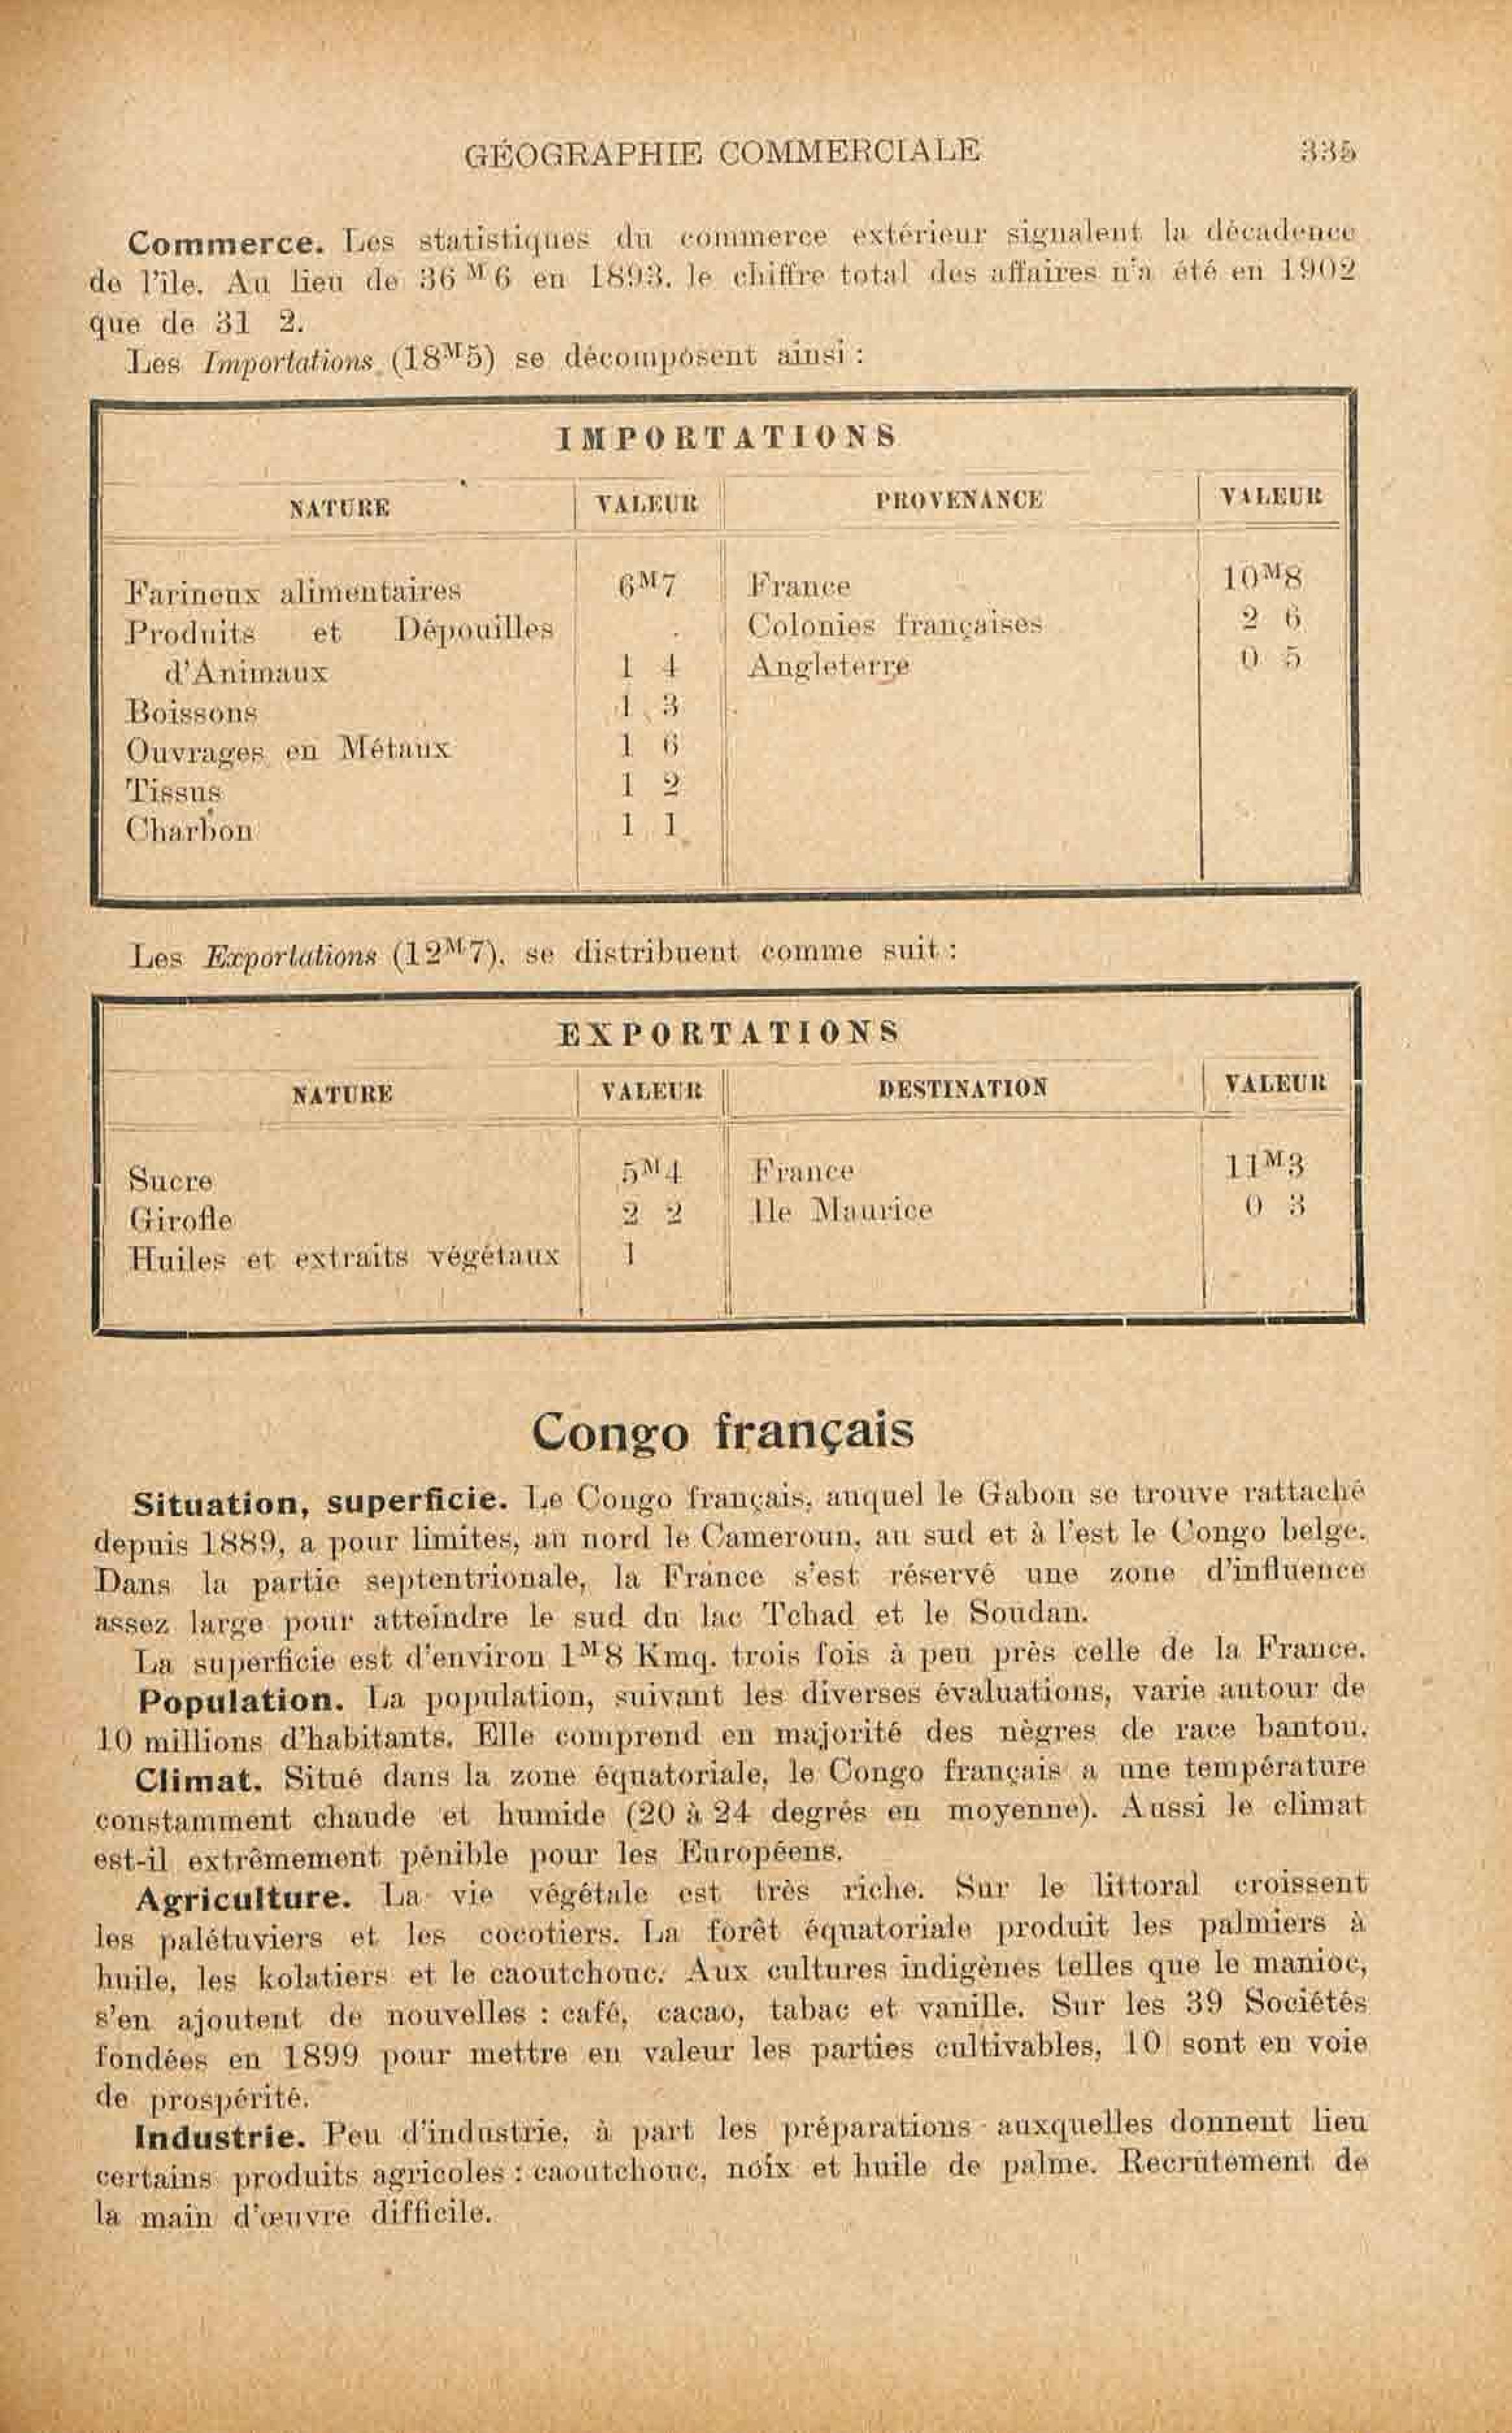 GÉOGRAPHIE COMMERCIALE 335
Commerce. Les statistiques du commerce extérieur signalent la décadence
de l'île. Au lieu de 36 M 6 en 1893, le chiffre total des affaires n'a été en 1902
que de 31 2.
Les Importations (18M5) se décomposent ainsi :
IMPORTATIONS
NATURE VALEUR PROVENANCE VALEUR
Farineux alimentaires 6M7 France 10M8
Produits et Dépouilles Colonies françaises 2 6
d'Animaux 1 4 Angleterre 0 5
Boissons 1 3
Ouvrages en Métaux 1 6
Tissus 1 2
Charbon 1 1
Les Exportations (12M7), se distribuent comme suit :
EXPORTATIONS
NATURE VALEUR DESTINATION VALEUR
Sucre 5M4 France 11M3
Girofle 2 2 Ile Maurice 0 3
Huiles et extraits végétaux 1
Congo français
Situation, superficie. Le Congo français, auquel le Gabon se trouve rattaché
depuis 1889, a pour limites, au nord le Cameroun, au sud et à l'est le Congo belge.
Dans la partie septentrionale, la France s'est réservé une zone d'influence
assez large pour atteindre le sud du lac Tchad et le Soudan.
La superficie est d'environ 1M8 Kmq. trois fois à peu près celle de la France.
Population. La population, suivant les diverses évaluations, varie autour de
10 millions d'habitants. Elle comprend en majorité des nègres de race bantou.
Climat. Situé dans la zone équatoriale, le Congo français a une température
constamment chaude et humide (20 à 24 degrés en moyenne). Aussi le climat
est-il extrêmement pénible pour les Européens.
Agriculture. La vie végétale est très riche. Sur le littoral croissent
les palétuviers et les cocotiers. La forêt équatoriale produit les palmiers à
huile, les kolatiers et le caoutchouc. Aux cultures indigènes telles que le manioc,
s'en ajoutent de nouvelles : café, cacao, tabac et vanille. Sur les 39 Sociétés
fondées en 1899 pour mettre en valeur les parties cultivables, 10 sont en voie
de prospérité.
Industrie. Peu d'industrie, à part les préparations auxquelles donnent lieu
certains produits agricoles : caoutchouc, noix et huile de palme. Recrutement de
la main d'œuvre difficile.